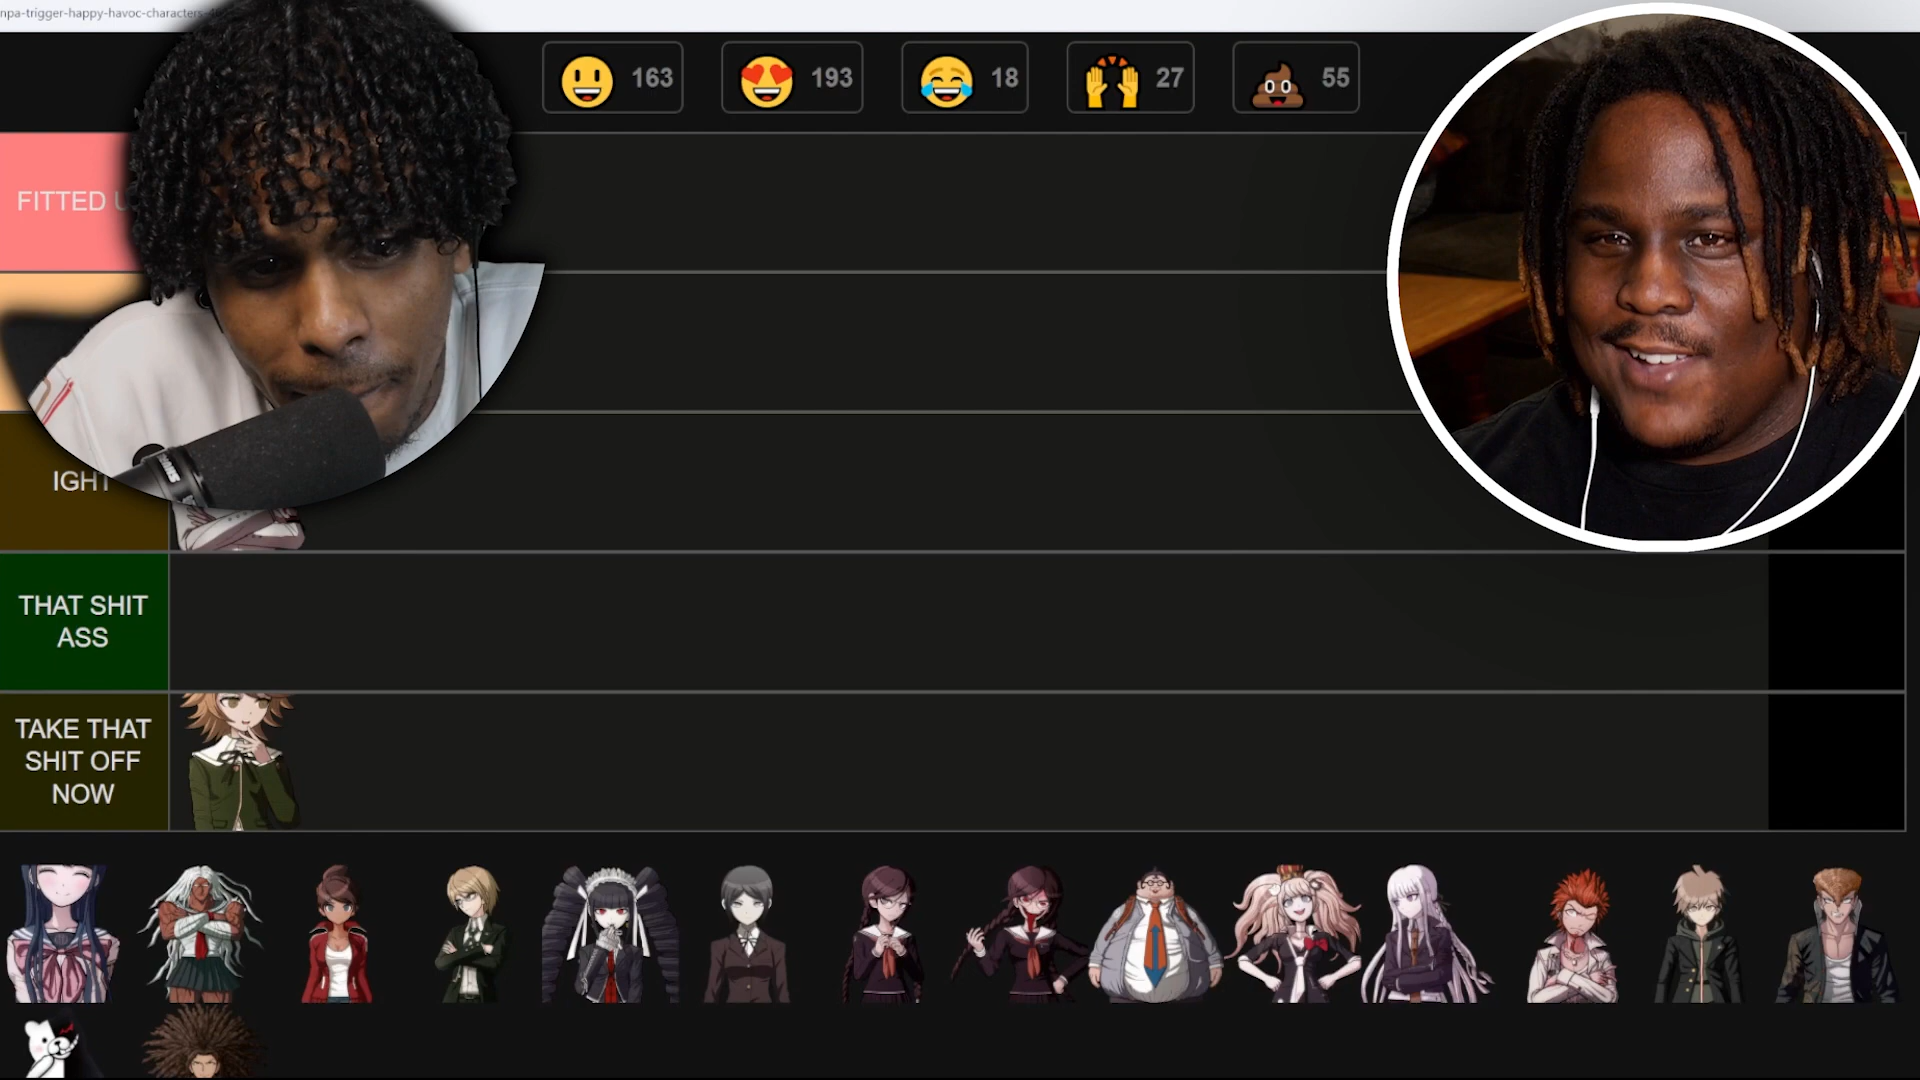 npa-trigger-happy-havoc-characters-
163
193
18
27
55
FITTED
IGHT
THAT SHIT
ASS
TAKE THAT
SHIT OFF
NOW